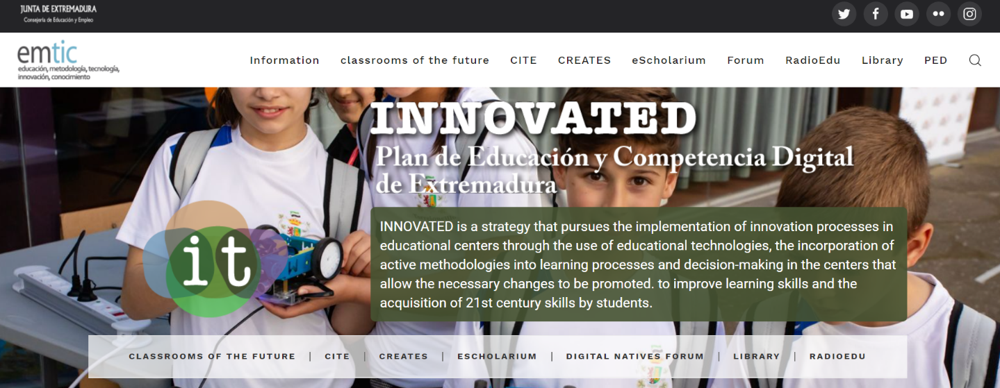 JUNTA DE EXTREMADURA
Consejería de Educación y Empleo
emtic
educación, metodología, tecnología,
innovación, conocimiento
Information classrooms of the future CITE CREATES eScholarium Forum RadioEdu Library PED
INNOVATED
Plan de Educación y Competencia Digital
de Extremadura
it
INNOVATED is a strategy that pursues the implementation of innovation processes in
educational centers through the use of educational technologies, the incorporation of
active methodologies into learning processes and decision-making in the centers that
allow the necessary changes to be promoted. to improve learning skills and the
acquisition of 21st century skills by students.
CLASSROOMS OF THE FUTURE | CITE | CREATES | ESCHOLARIUM | DIGITAL NATIVES FORUM | LIBRARY | RADIOEDU